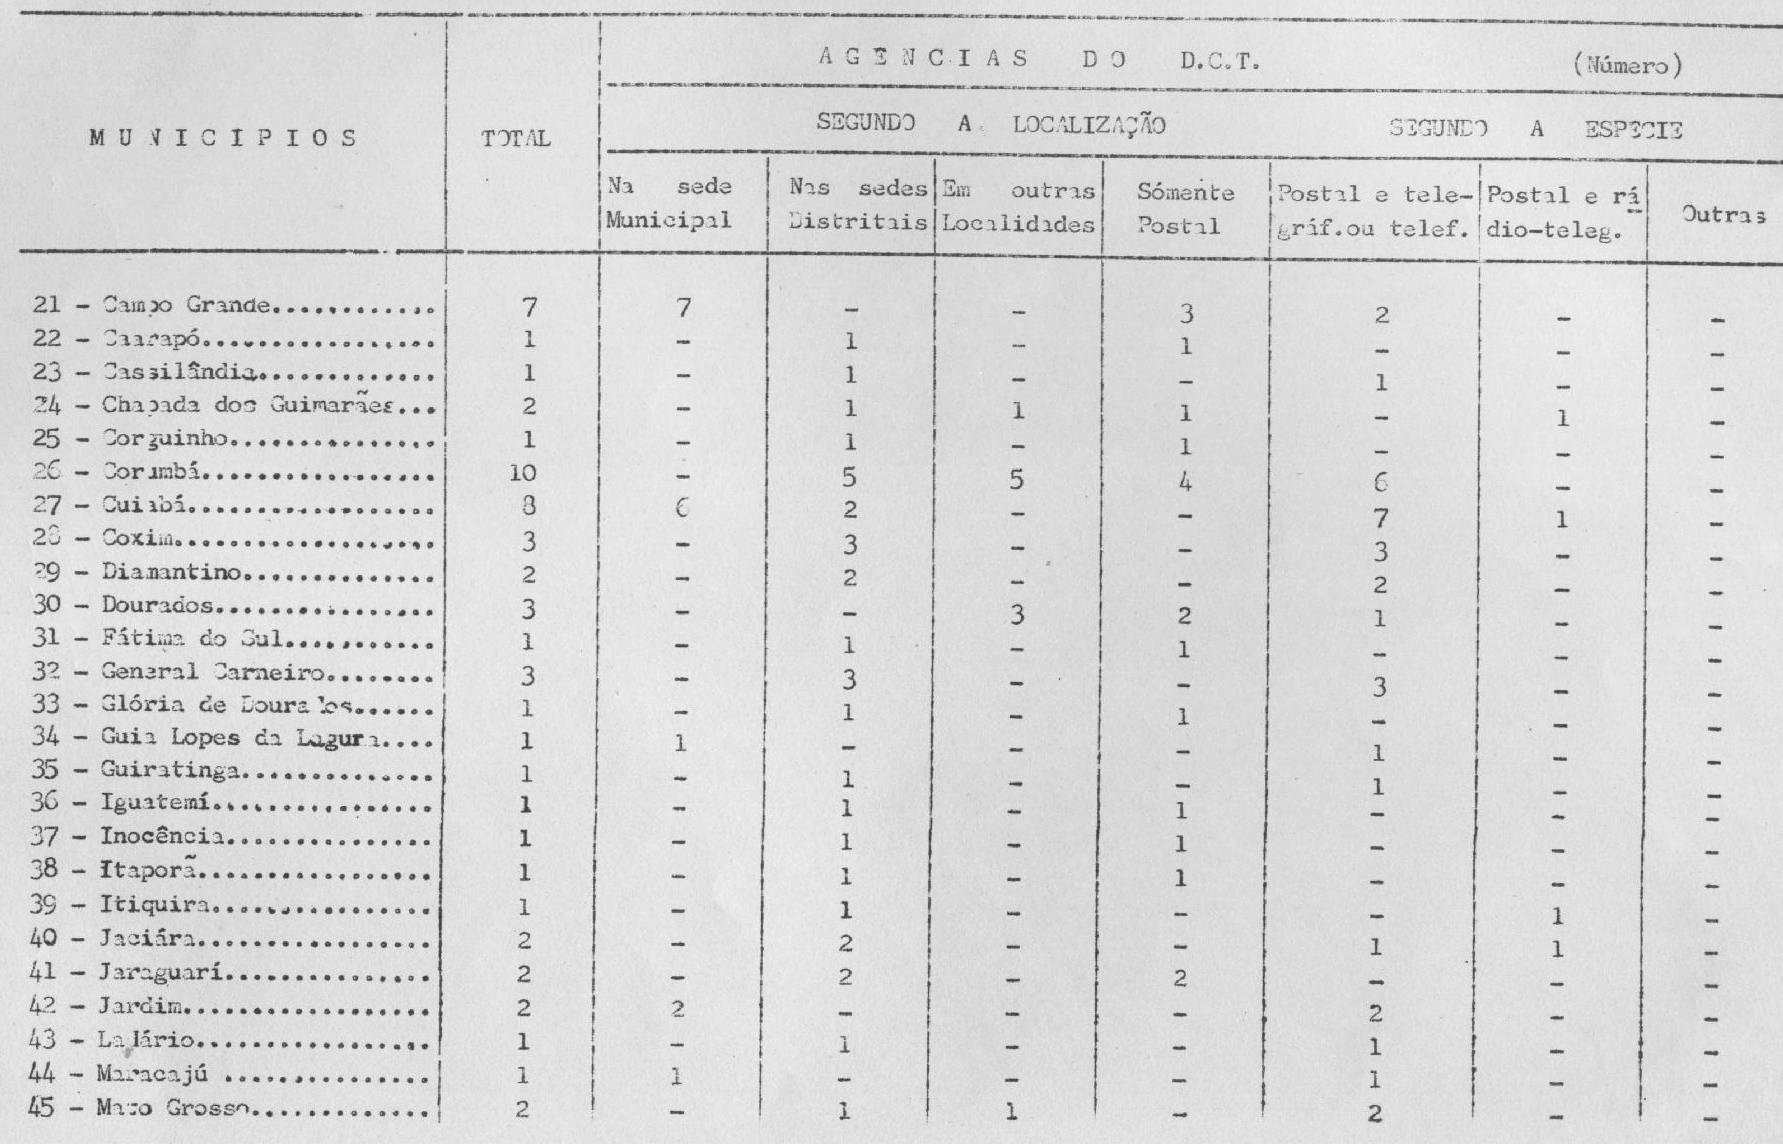 AGENCIAS DO D.C.T. (Número)
MUNICIPIOS TOTAL SEGUNDO A LOCALIZAÇÃO SEGUNDO A ESPECIE
Na sede Nas sedes Em outras Sómente Postal e tele- Postal e rá Outras
Municipal Distritais Localidades Postal gráf.ou telef. dio-teleg.
21 - Campo Grande............ 7 7 - - 3 2 - -
22 - Caarapó................. 1 - 1 - 1 - - -
23 - Cassilândia............. 1 - 1 - - 1 - -
24 - Chapada dos Guimarães... 2 - 1 1 1 - 1 -
25 - Corguinho............... 1 - 1 - 1 - - -
26 - Corumbá................. 10 - 5 5 4 6 - -
27 - Cuiabá.................. 8 6 2 - - 7 1 -
28 - Coxim................... 3 - 3 - - 3 - -
29 - Diamantino.............. 2 - 2 - - 2 - -
30 - Dourados................ 3 - - 3 2 1 - -
31 - Fátima do Sul........... 1 - 1 - 1 - - -
32 - General Carneiro........ 3 - 3 - - 3 - -
33 - Glória de Dourados...... 1 - 1 - 1 - - -
34 - Guia Lopes da Laguna.... 1 1 - - - 1 - -
35 - Guiratinga.............. 1 - 1 - - 1 - -
36 - Iguatemí................ 1 - 1 - 1 - - -
37 - Inocência............... 1 - 1 - 1 - - -
38 - Itaporã................. 1 - 1 - 1 - - -
39 - Itiquira................ 1 - 1 - - - 1 -
40 - Jaciára................. 2 - 2 - - 1 1 -
41 - Jaraguarí............... 2 - 2 - 2 - - -
42 - Jardim.................. 2 2 - - - 2 - -
43 - Ladário................. 1 - 1 - - 1 - -
44 - Maracajú ............... 1 1 - - - 1 - -
45 - Mato Grosso............. 2 - 1 1 - 2 - -